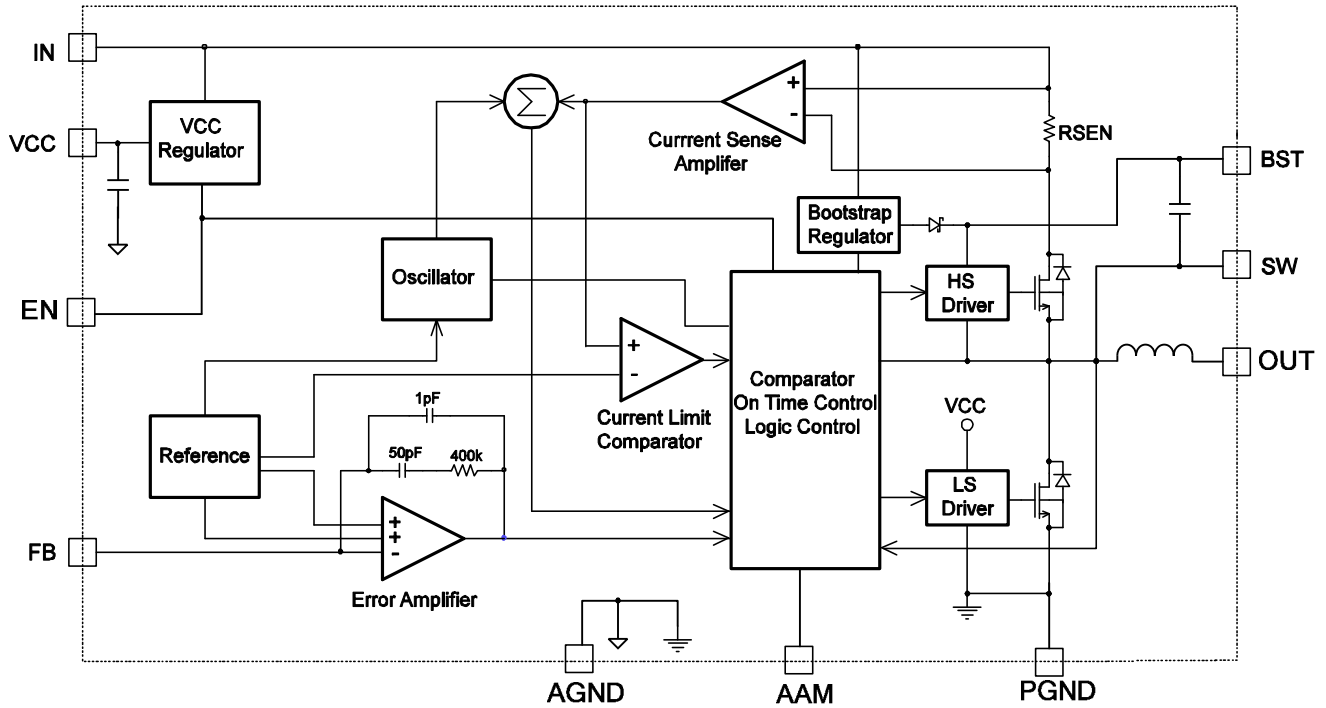 IN
VCC
Regulator
VCC
EN
Σ
Currrent Sense
Amplifer
+
-
RSEN
BST
Bootstrap
Regulator
SW
Oscillator
HS
Driver
OUT
+
-
Current Limit
Comparator
Comparator
On Time Control
Logic Control
VCC
1pF
50pF
400k
Reference
LS
Driver
FB
+
+
-
Error Amplifier
AGND
AAM
PGND